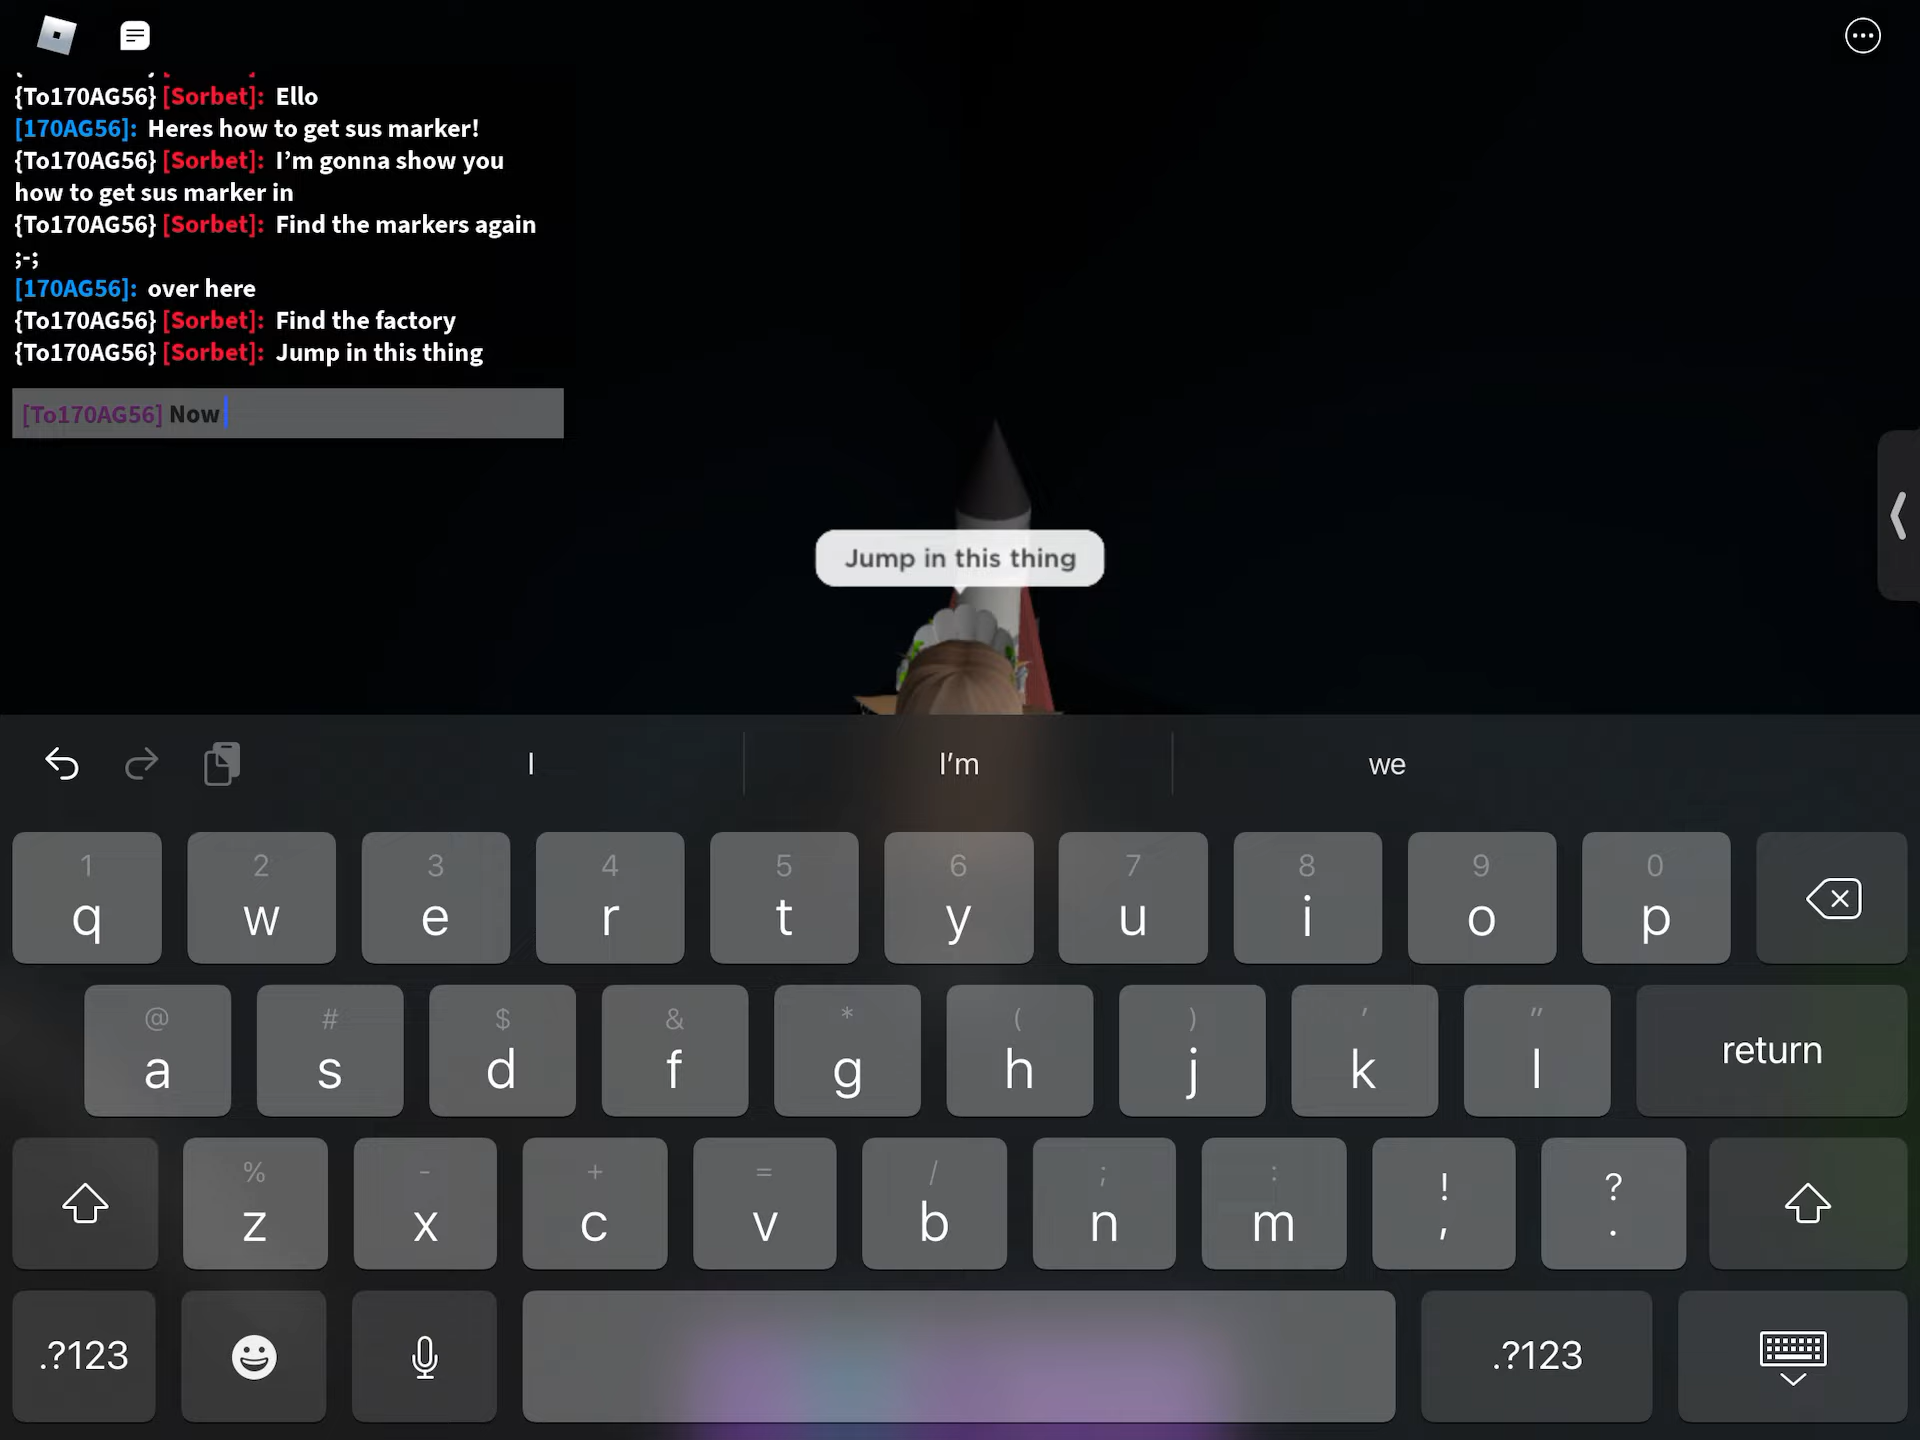 {To170AG56} [Sorbet]: Ello
[170AG56]: Heres how to get sus marker!
{To170AG56} [Sorbet]: I’m gonna show you
how to get sus marker in
{To170AG56} [Sorbet]: Find the markers again
;-;
[170AG56]: over here
{To170AG56} [Sorbet]: Find the factory
{To170AG56} [Sorbet]: Jump in this thing
[To170AG56] Now
Jump in this thing
I I’m we
1 2 3 4 5 6 7 8 9 0
q w e r t y u i o p
@ # $ & * ( ) ’ ”
a s d f g h j k l return
% - + = / ; : ! ?
z x c v b n m , .
.?123 .?123